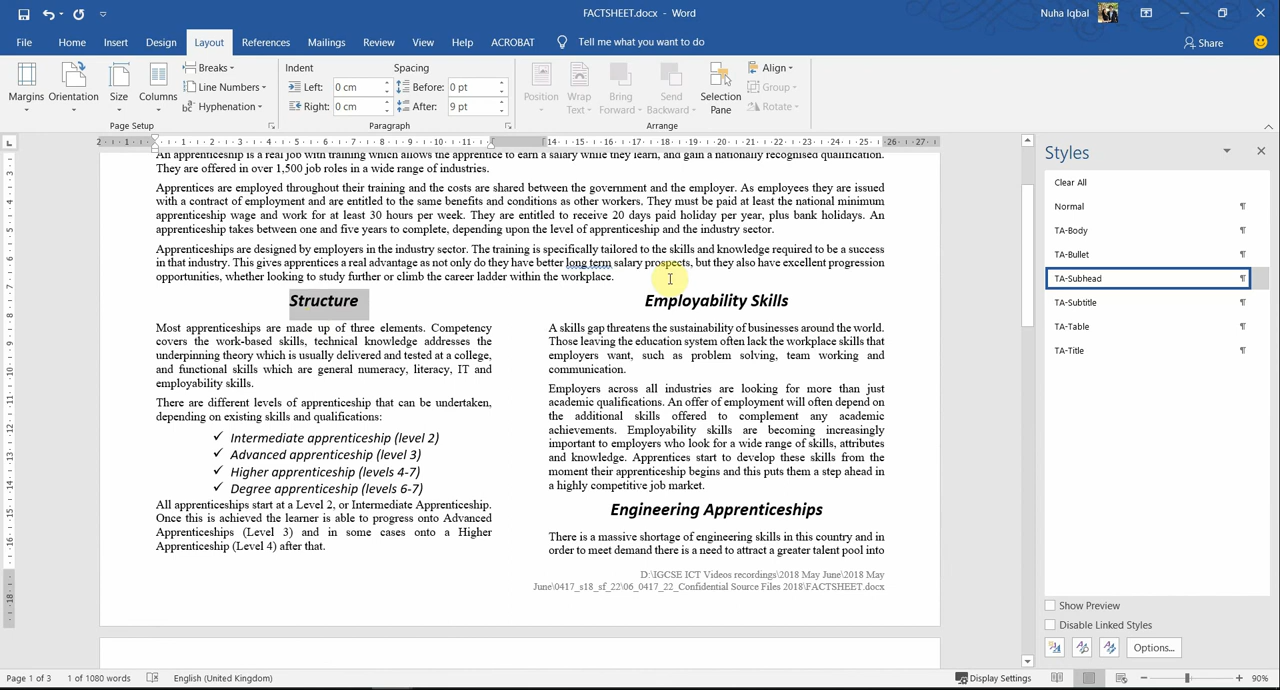 FACTSHEET.docx - Word
Nuha Iqbal
File Home Insert Design Layout References Mailings Review View Help ACROBAT Tell me what you want to do Share
Margins Orientation Size Columns
Breaks
Line Numbers
Hyphenation
Page Setup
Indent Spacing
Left: 0 cm Before: 0 pt
Right: 0 cm After: 9 pt
Paragraph
Position Wrap Text Bring Forward Send Backward Selection Pane
Align
Group
Rotate
Arrange
2 1 1 2 3 4 5 6 7 8 9 10 11 14 15 16 17 18 19 20 21 22 23 24 25 26 27
An apprenticeship is a real job with training which allows the apprentice to earn a salary while they learn, and gain a nationally recognised qualification.
They are offered in over 1,500 job roles in a wide range of industries.
Apprentices are employed throughout their training and the costs are shared between the government and the employer. As employees they are issued
with a contract of employment and are entitled to the same benefits and conditions as other workers. They must be paid at least the national minimum
apprenticeship wage and work for at least 30 hours per week. They are entitled to receive 20 days paid holiday per year, plus bank holidays. An
apprenticeship takes between one and five years to complete, depending upon the level of apprenticeship and the industry sector.
Apprenticeships are designed by employers in the industry sector. The training is specifically tailored to the skills and knowledge required to be a success
in that industry. This gives apprentices a real advantage as not only do they have better long term salary prospects, but they also have excellent progression
opportunities, whether looking to study further or climb the career ladder within the workplace.
Structure
Most apprenticeships are made up of three elements. Competency
covers the work-based skills, technical knowledge addresses the
underpinning theory which is usually delivered and tested at a college,
and functional skills which are general numeracy, literacy, IT and
employability skills.
There are different levels of apprenticeship that can be undertaken,
depending on existing skills and qualifications:
✓ Intermediate apprenticeship (level 2)
✓ Advanced apprenticeship (level 3)
✓ Higher apprenticeship (levels 4-7)
✓ Degree apprenticeship (levels 6-7)
All apprenticeships start at a Level 2, or Intermediate Apprenticeship.
Once this is achieved the learner is able to progress onto Advanced
Apprenticeships (Level 3) and in some cases onto a Higher
Apprenticeship (Level 4) after that.
Employability Skills
A skills gap threatens the sustainability of businesses around the world.
Those leaving the education system often lack the workplace skills that
employers want, such as problem solving, team working and
communication.
Employers across all industries are looking for more than just
academic qualifications. An offer of employment will often depend on
the additional skills offered to complement any academic
achievements. Employability skills are becoming increasingly
important to employers who look for a wide range of skills, attributes
and knowledge. Apprentices start to develop these skills from the
moment their apprenticeship begins and this puts them a step ahead in
a highly competitive job market.
Engineering Apprenticeships
There is a massive shortage of engineering skills in this country and in
order to meet demand there is a need to attract a greater talent pool into
D:\IGCSE ICT Videos recordings\2018 May June\2018 May
June\0417_s18_sf_22\06_0417_22_Confidential Source Files 2018\FACTSHEET.docx
Styles
Clear All
Normal
TA-Body
TA-Bullet
TA-Subhead
TA-Subtitle
TA-Table
TA-Title
Show Preview
Disable Linked Styles
Options...
Page 1 of 3 1 of 1080 words English (United Kingdom) Display Settings 90%